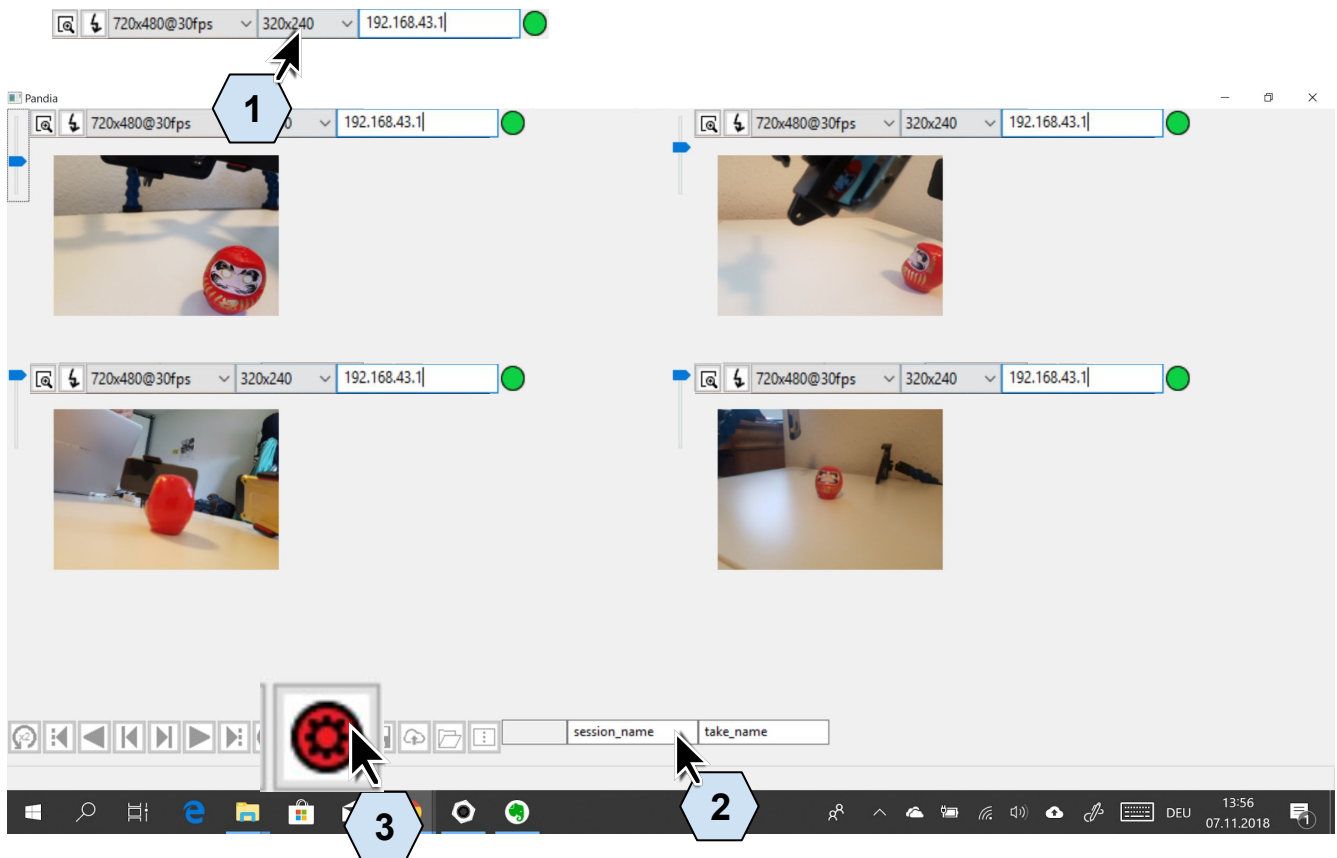 720x480@30fps 320x240 192.168.43.1
1
Pandia
720x480@30fps 0 192.168.43.1
720x480@30fps 320x240 192.168.43.1
720x480@30fps 320x240 192.168.43.1
720x480@30fps 320x240 192.168.43.1
x2 session_name take_name
2
3
DEU
13:56
07.11.2018
1